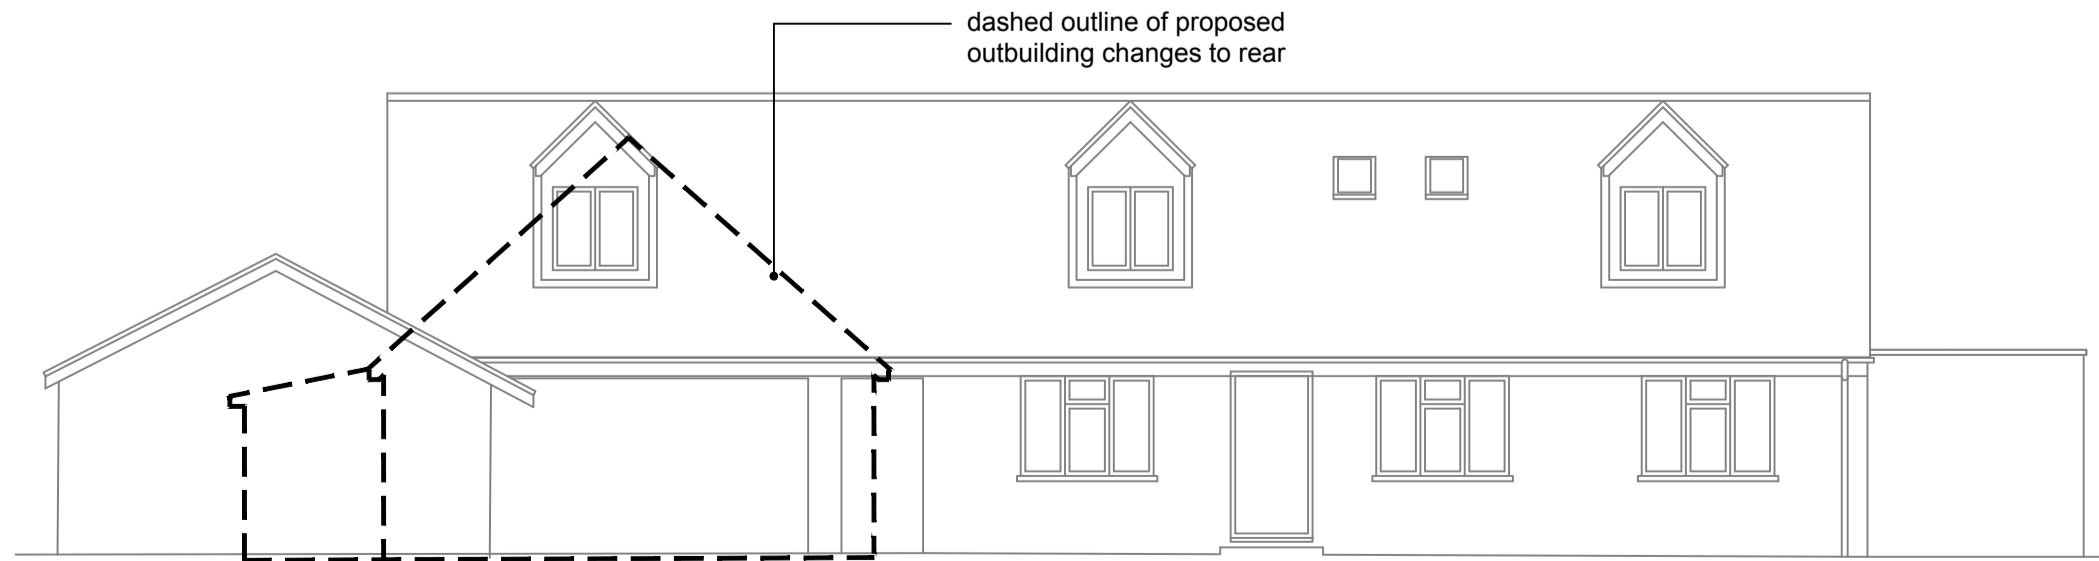 dashed outline of proposed
outbuilding changes to rear